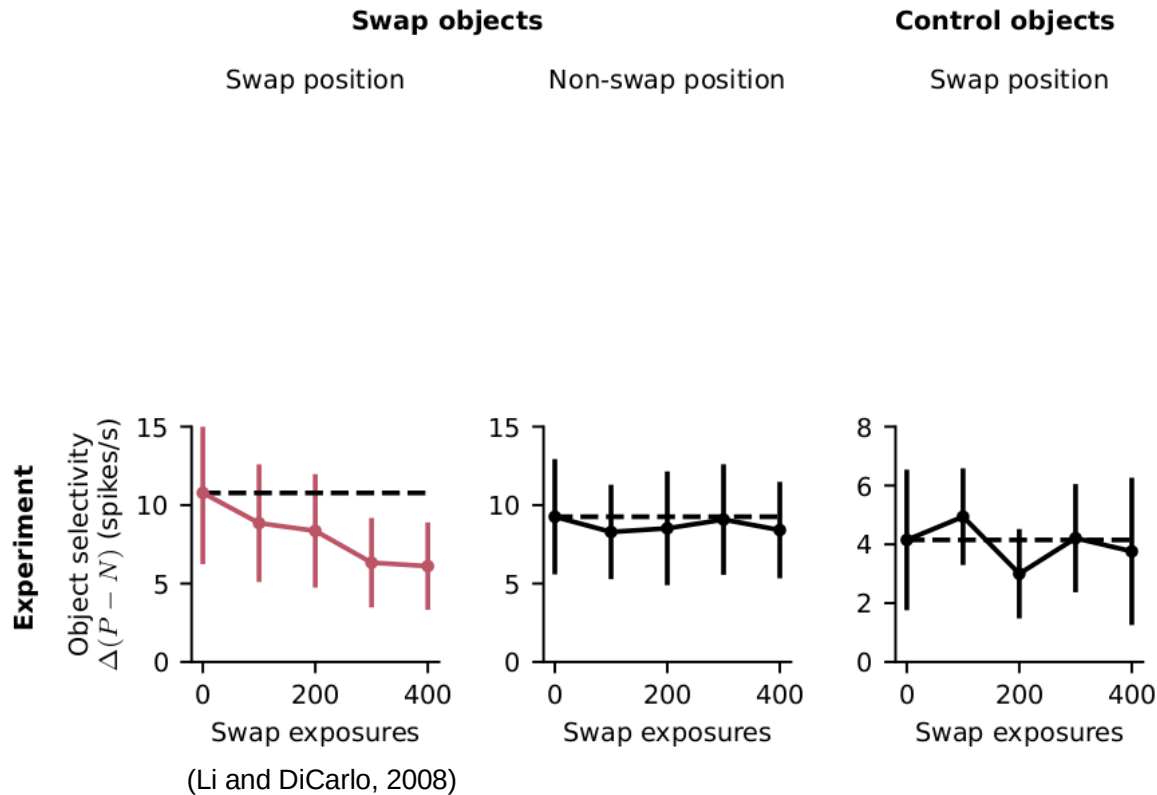 Swap objects
Control objects
Swap position
Non-swap position
Swap position
Experiment
Object selectivity
Δ(P − N) (spikes/s)
15
10
5
0
0 200 400
Swap exposures
15
10
5
0
0 200 400
Swap exposures
8
6
4
2
0
0 200 400
Swap exposures
(Li and DiCarlo, 2008)